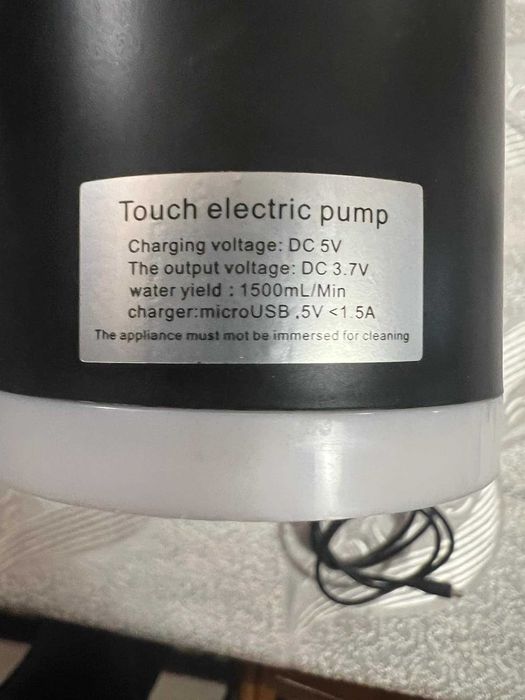 Touch electric pump
Charging voltage: DC 5V
The output voltage: DC 3.7V
water yield : 1500mL/Min
charger:microUSB .5V <1.5A
The appliance must mot be immersed for cleaning